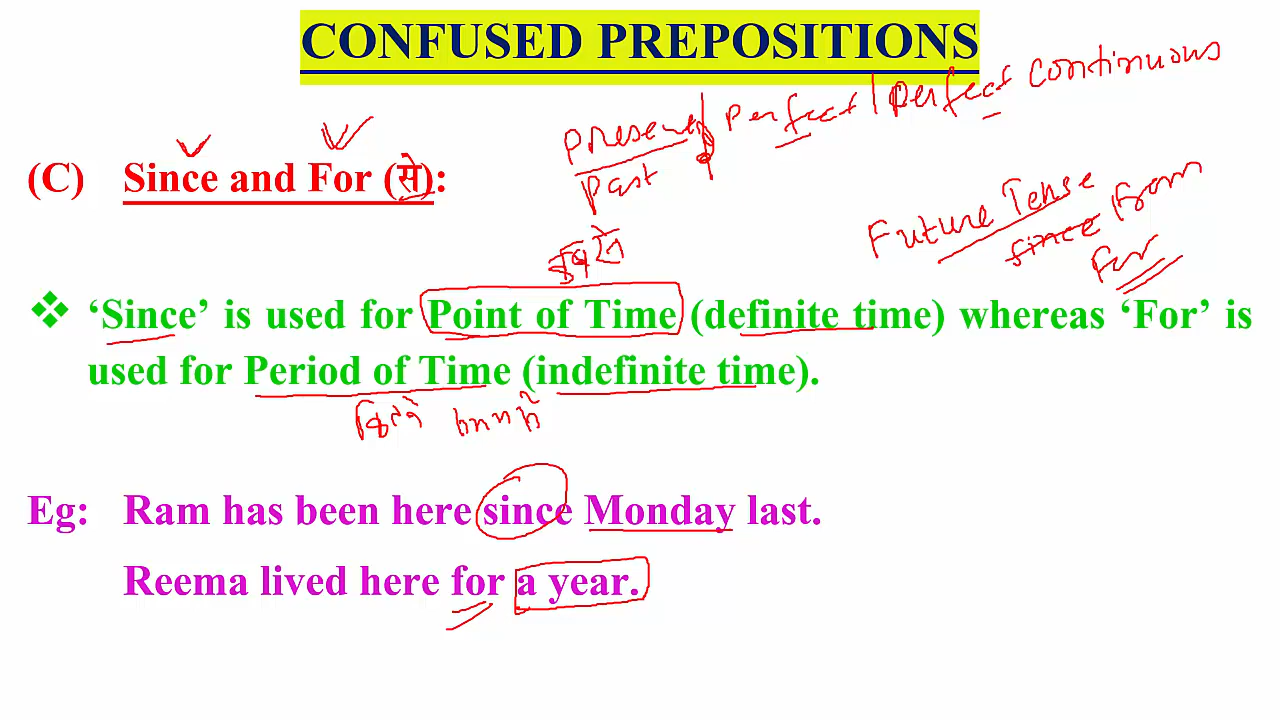 CONFUSED PREPOSITIONS
Present / Perfect / Perfect Continuous
Past
(C) Since and For (से):
Future Tense
since From
For
कब से
❖ ‘Since’ is used for Point of Time (definite time) whereas ‘For’ is
used for Period of Time (indefinite time).
Eg: Ram has been here since Monday last.
Reema lived here for a year.